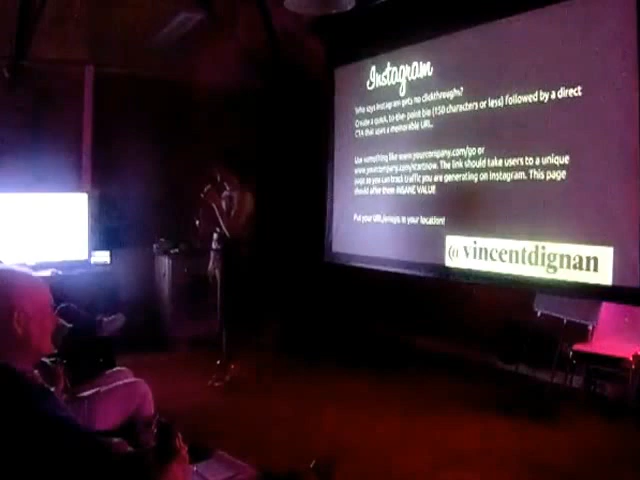 Instagram
Who says Instagram gets no clickthroughs?
Create a quick, to-the-point bio (150 characters or less) followed by a direct
CTA that uses a memorable URL.
Use something like www.yourcompany.com/go or
www.yourcompany.com/startnow. The link should take users to a unique
page so you can track traffic you are generating on Instagram. This page
should offer them INSANE VALUE
Put your URL in your location!
@vincentdignan